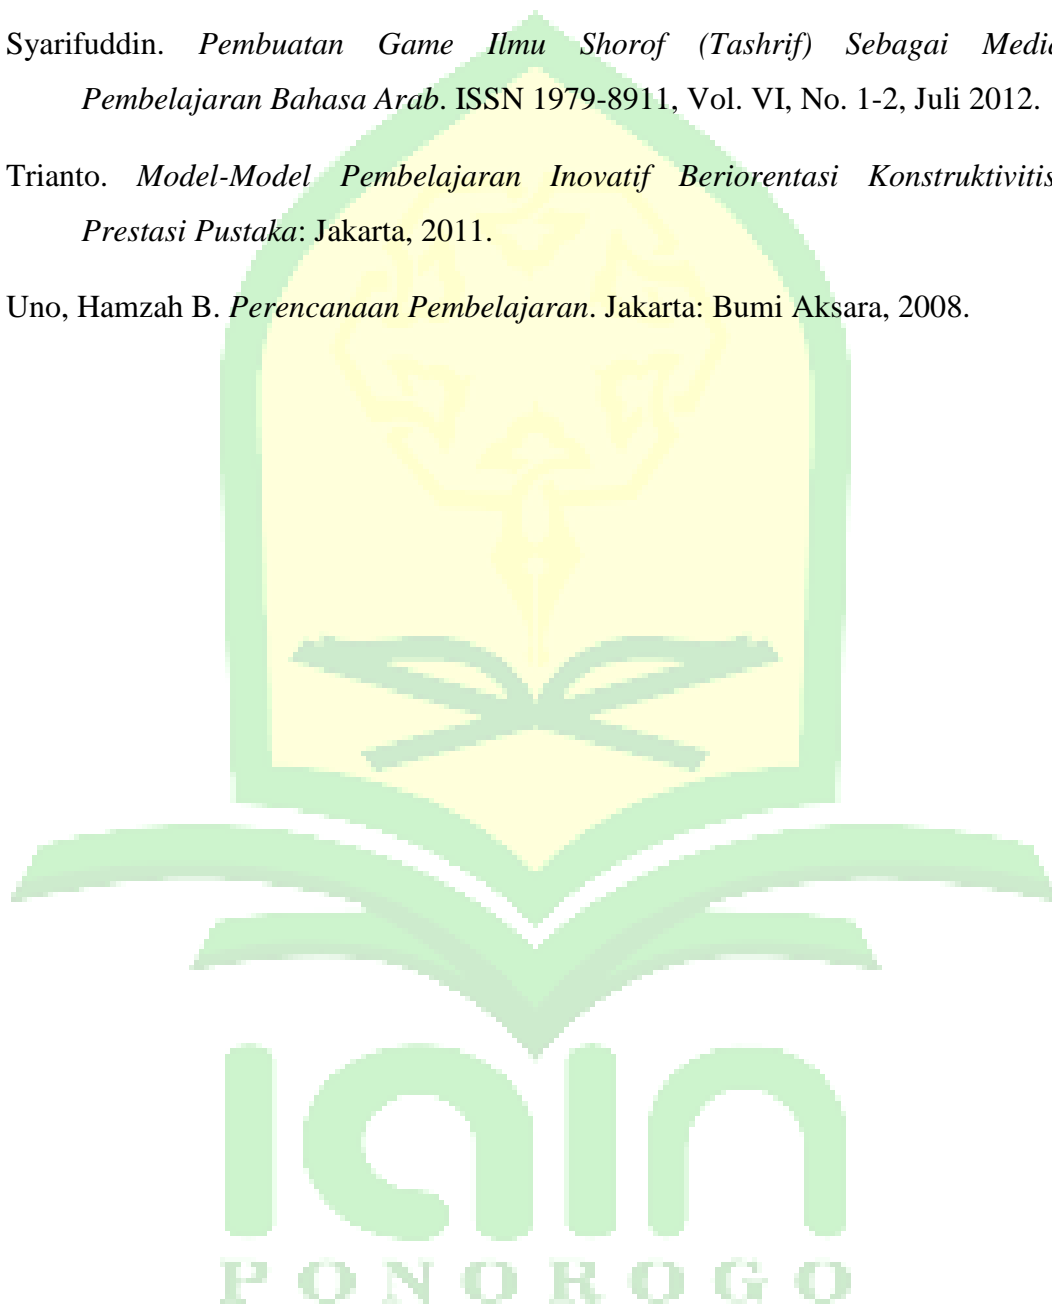 Syarifuddin. Pembuatan Game Ilmu Shorof (Tashrif) Sebagai Media
Pembelajaran Bahasa Arab. ISSN 1979-8911, Vol. VI, No. 1-2, Juli 2012.
Trianto. Model-Model Pembelajaran Inovatif Beriorentasi Konstruktivitis
Prestasi Pustaka: Jakarta, 2011.
Uno, Hamzah B. Perencanaan Pembelajaran. Jakarta: Bumi Aksara, 2008.
iain
PONOROGO